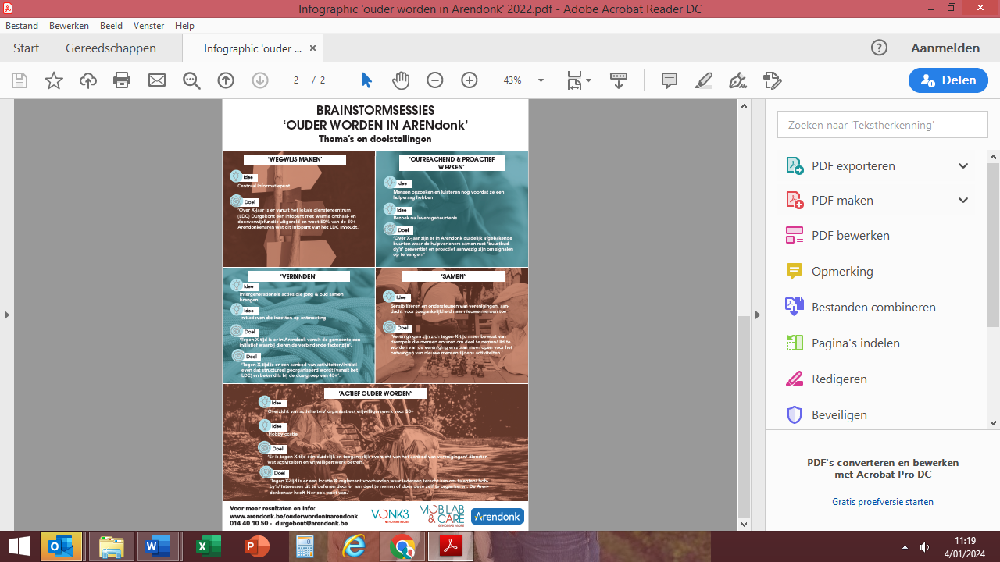 Infographic 'ouder worden in Arendonk' 2022.pdf - Adobe Acrobat Reader DC
Bestand Bewerken Beeld Venster Help
Start Gereedschappen Infographic 'ouder ... × Aanmelden
2 / 2 43% Delen
BRAINSTORMSESSIES
‘OUDER WORDEN IN ARENdonk’
Thema's en doelstellingen
'WEGWIJS MAKEN'
Idee
Centraal informatiepunt
Doel
'Over X-jaar is er vanuit het lokale dienstencentrum
(LDC) Durgebont een infopunt met warme onthaal- en
doorverwijsfunctie uitgerold en weet 50% van de 50+
Arendonkenaren wat dit infopunt van het LDC inhoudt.'
'OUTREACHEND & PROACTIEF
WERKEN'
Idee
Mensen opzoeken en luisteren nog voordat ze een
hulpvraag hebben
Idee
Bezoek na levensgebeurtenis
Doel
'Over X-jaar zijn er in Arendonk duidelijk afgebakende
buurten waar de hulpverleners samen met 'buurtbud-
dy's' preventief en proactief aanwezig zijn om signalen
op te vangen.'
'VERBINDEN'
Idee
Intergenerationele acties die jong & oud samen
brengen
Idee
Initiatieven die inzetten op ontmoeting
Doel
'Tegen X-tijd is er in Arendonk vanuit de gemeente een
initiatief waarbij dieren de verbindende factor zijn'.
Doel
'Tegen X-tijd is er een aanbod van activiteiten/initiati-
even dat structureel georganiseerd wordt (vanuit het
LDC) en bekend is bij de doelgroep van 45+'.
'SAMEN'
Idee
Sensibiliseren en ondersteunen van verenigingen, aan-
dacht voor toegankelijkheid naar nieuwe mensen toe
Doel
'Verenigingen zijn zich tegen X-tijd meer bewust van
drempels die mensen ervaren om deel te nemen/ lid te
worden van de vereniging en staan meer open voor het
ontvangen van nieuwe mensen tijdens activiteiten.'
'ACTIEF OUDER WORDEN'
Idee
Overzicht van activiteiten/ organisaties/ vrijwilligerswerk voor 50+
Idee
Hobbylocatie
Doel
'Er is tegen X-tijd een duidelijk en toegankelijk overzicht van het aanbod van verenigingen/ diensten
wat activiteiten en vrijwilligerswerk betreft.
Doel
'Tegen X-tijd is er een locatie & reglement voorhanden waar iedereen terecht kan om talenten/ hob-
by's/ interesses uit te oefenen door er aan deel te nemen of door deze zelf te organiseren. De Aren-
donkenaar heeft hier ook weet van.'
Voor meer resultaten en info:
www.arendonk.be/ouderwordeninarendonk
014 40 10 50 - durgebont@arendonk.be
VONK3
MOBILAB
& CARE
Arendonk
Zoeken naar 'Tekstherkenning'
PDF exporteren
PDF maken
PDF bewerken
Opmerking
Bestanden combineren
Pagina's indelen
Redigeren
Beveiligen
PDF's converteren en bewerken
met Acrobat Pro DC
Gratis proefversie starten
11:19
4/01/2024